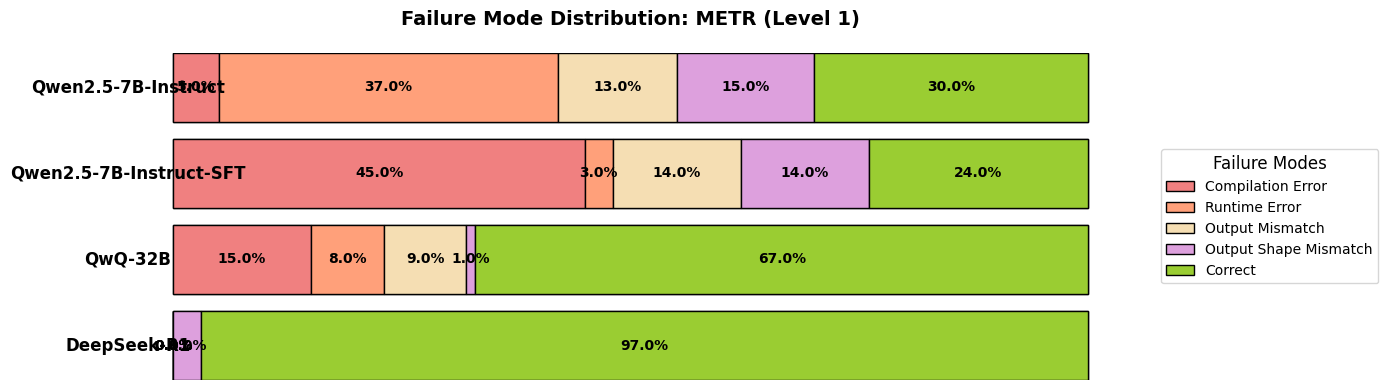 Failure Mode Distribution: METR (Level 1)
Qwen2.5-7B-Instruct 5.0% 37.0% 13.0% 15.0% 30.0%
Qwen2.5-7B-Instruct-SFT 45.0% 3.0% 14.0% 14.0% 24.0%
QwQ-32B 15.0% 8.0% 9.0% 1.0% 67.0%
DeepSeek-R1 97.0%
Failure Modes
Compilation Error
Runtime Error
Output Mismatch
Output Shape Mismatch
Correct